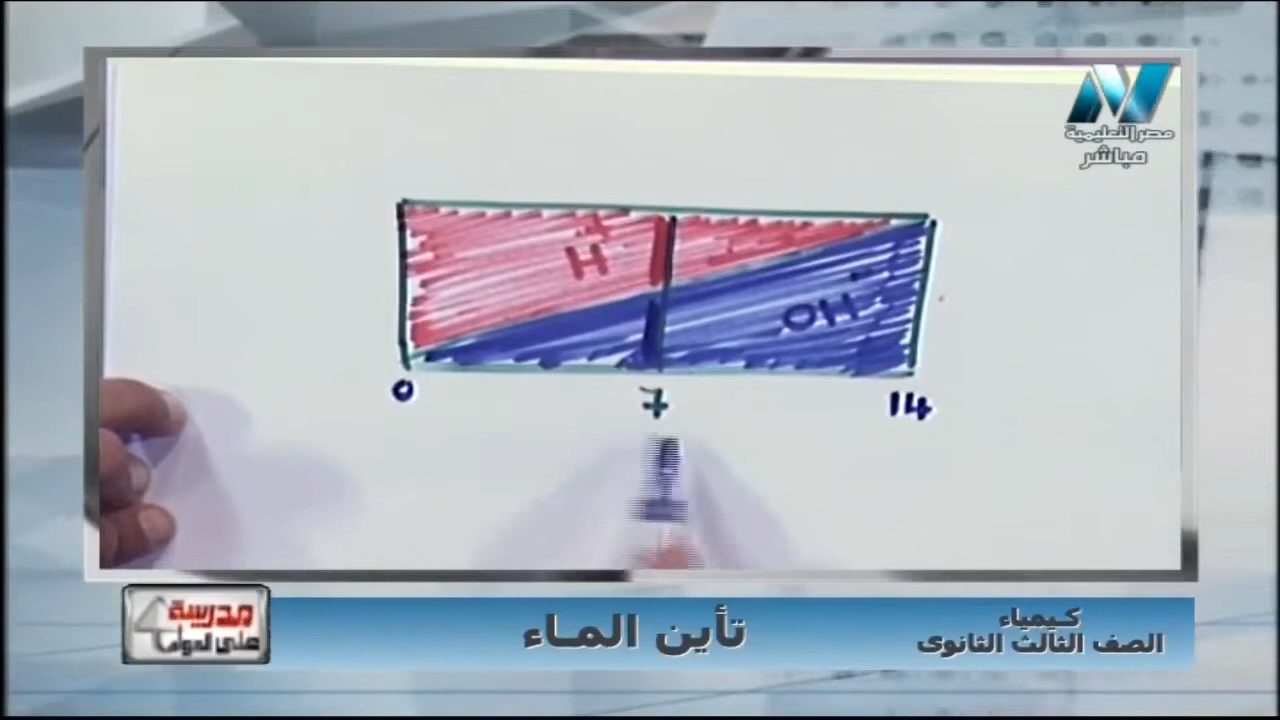 مصر التعليمية
مباشر
H+
OH-
0 7 14
كيمياء
الصف الثالث الثانوى
تأين الماء
مدرسة
على الهواء